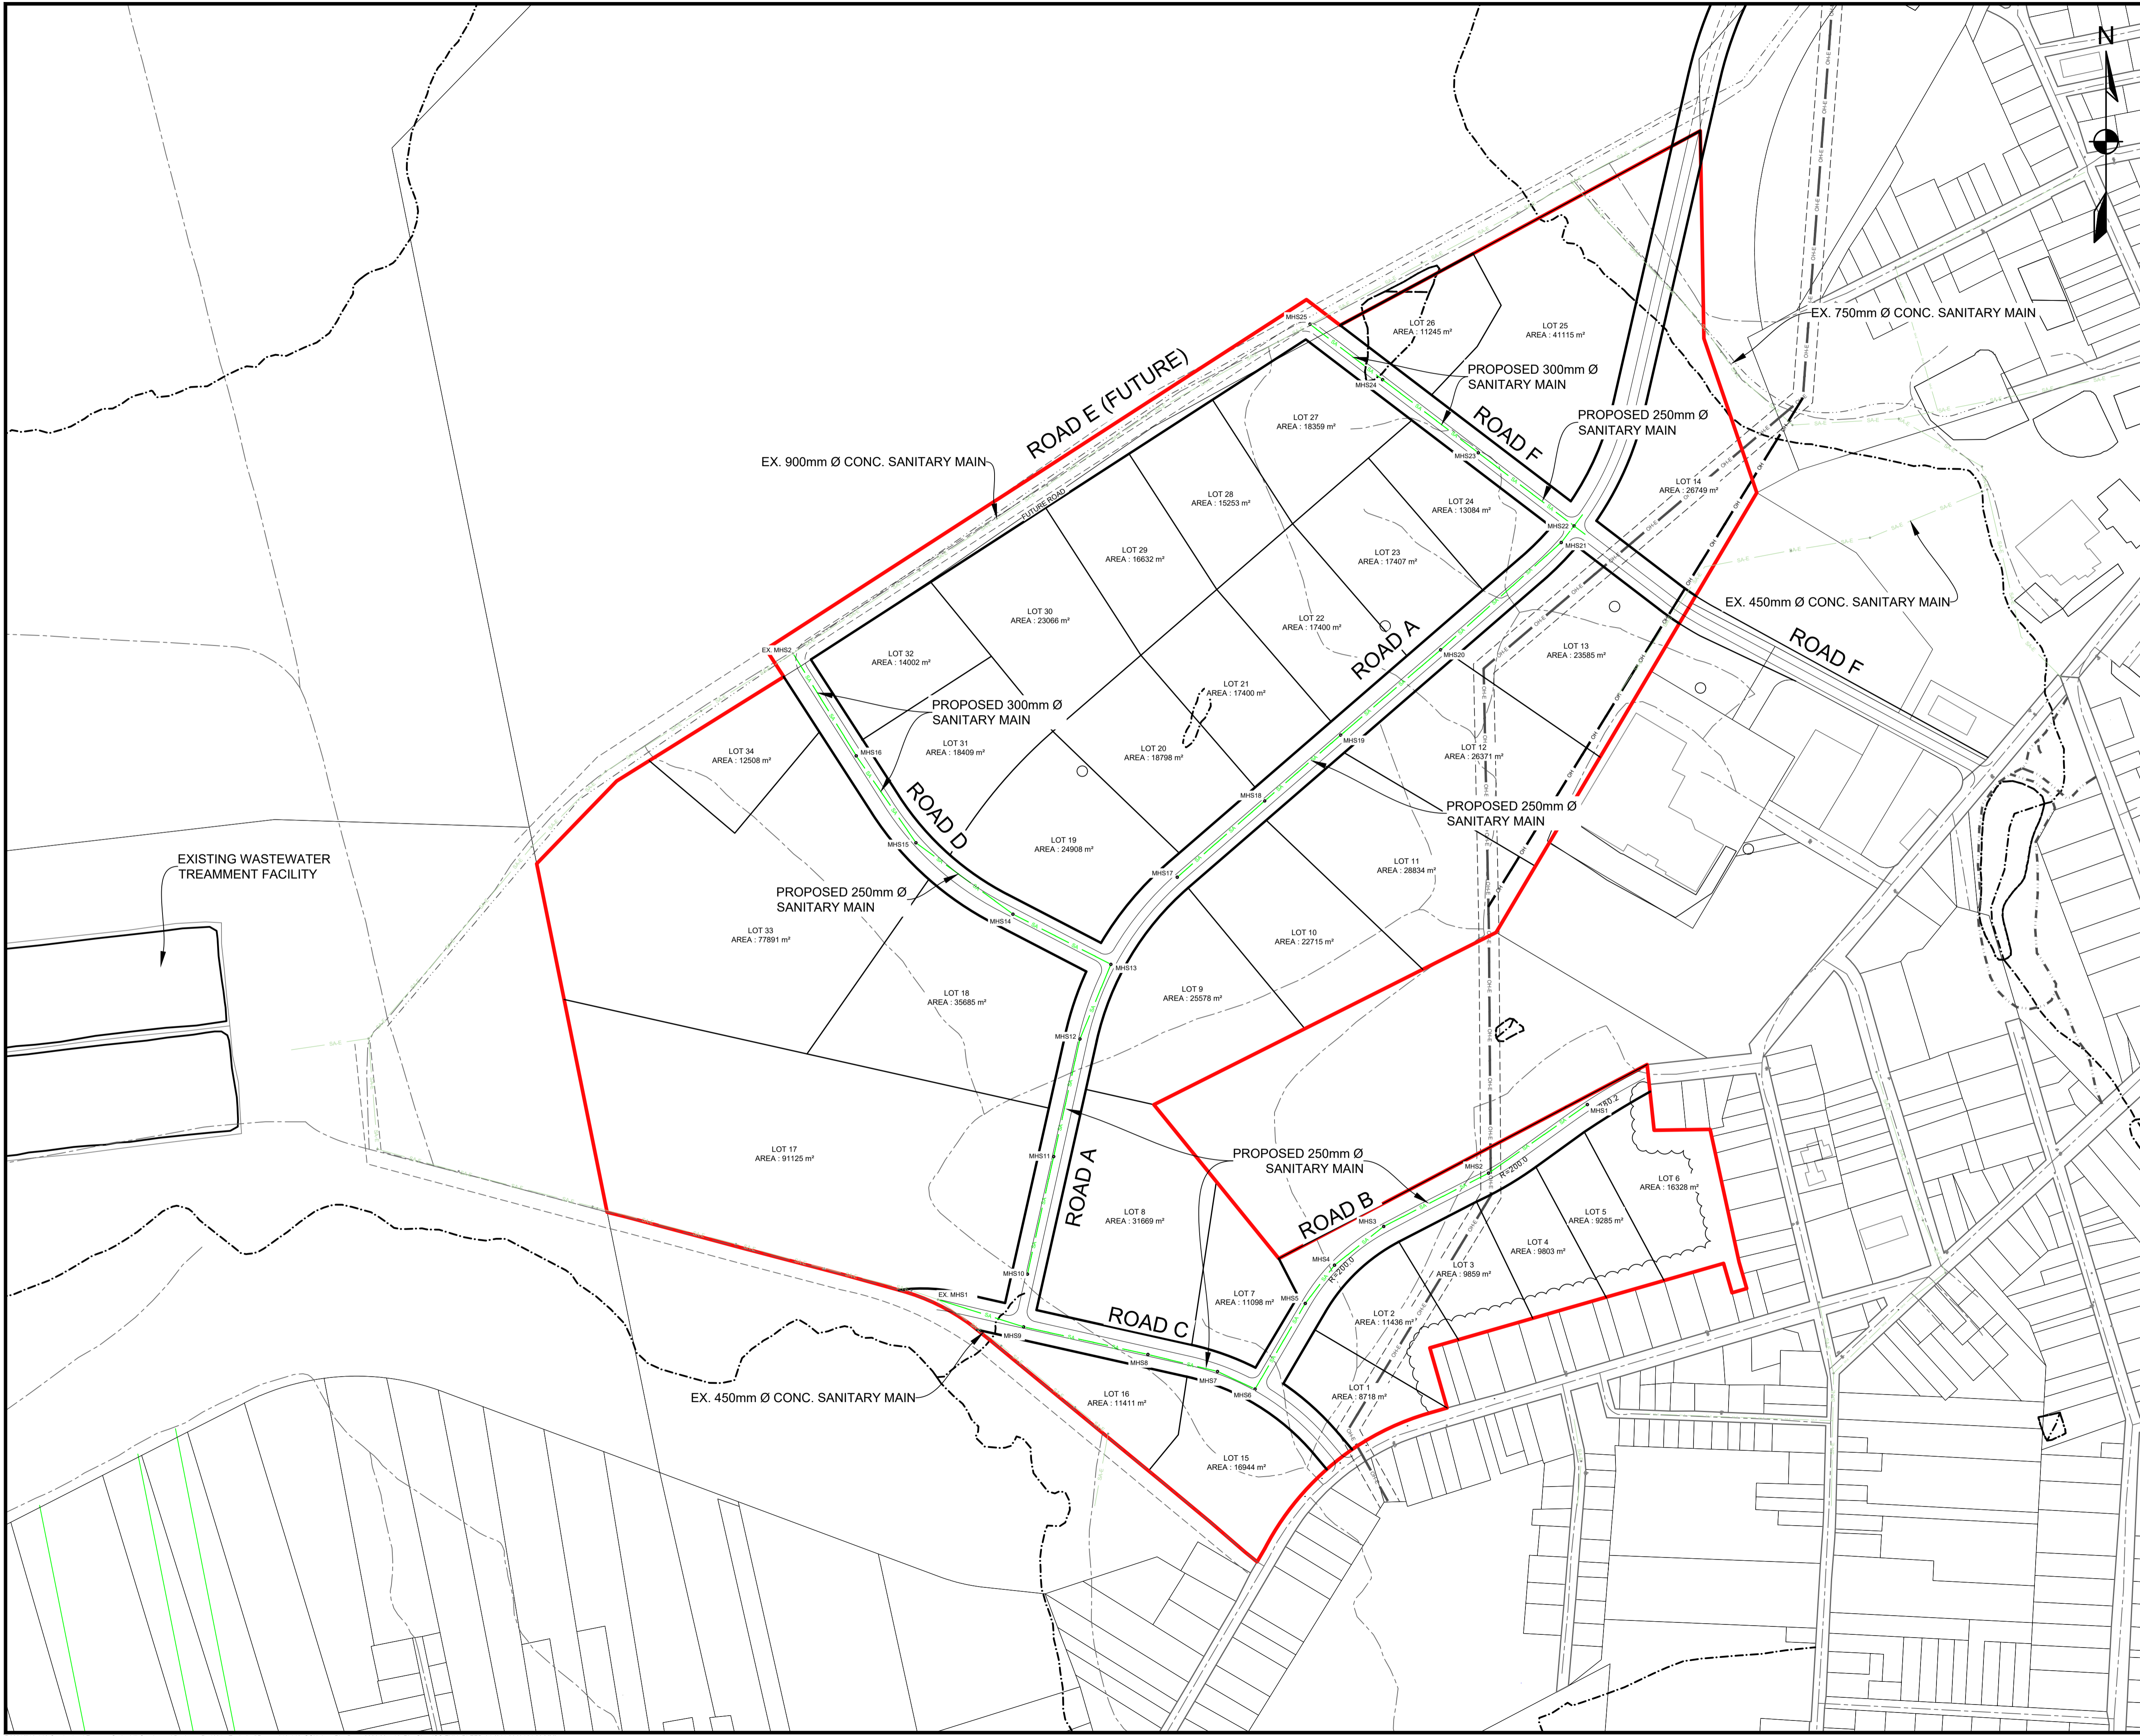 N
EX. 750mm Ø CONC. SANITARY MAIN
MHS25
LOT 26
AREA : 11245 m²
LOT 25
AREA : 41115 m²
ROAD E (FUTURE)
PROPOSED 300mm Ø
SANITARY MAIN
MHS24
ROAD F
PROPOSED 250mm Ø
SANITARY MAIN
LOT 27
AREA : 18359 m²
MHS23
EX. 900mm Ø CONC. SANITARY MAIN
FUTURE ROAD
LOT 14
AREA : 26749 m²
LOT 28
AREA : 15253 m²
LOT 24
AREA : 13084 m²
MHS22
MHS21
LOT 29
AREA : 16632 m²
LOT 23
AREA : 17407 m²
EX. 450mm Ø CONC. SANITARY MAIN
LOT 30
AREA : 23066 m²
LOT 22
AREA : 17400 m²
ROAD A
ROAD F
EX. MHS2
LOT 32
AREA : 14002 m²
MHS20
LOT 13
AREA : 23585 m²
LOT 21
AREA : 17400 m²
PROPOSED 300mm Ø
SANITARY MAIN
MHS19
LOT 34
AREA : 12508 m²
MHS16
LOT 31
AREA : 18409 m²
LOT 20
AREA : 18798 m²
LOT 12
AREA : 26371 m²
MHS18
PROPOSED 250mm Ø
SANITARY MAIN
ROAD D
MHS15
LOT 19
AREA : 24908 m²
LOT 11
AREA : 28834 m²
EXISTING WASTEWATER
TREAMMENT FACILITY
MHS17
PROPOSED 250mm Ø
SANITARY MAIN
MHS14
LOT 33
AREA : 77891 m²
LOT 10
AREA : 22715 m²
MHS13
LOT 18
AREA : 35685 m²
LOT 9
AREA : 25578 m²
MHS12
MHS1
80.2
LOT 17
AREA : 91125 m²
MHS11
ROAD A
PROPOSED 250mm Ø
SANITARY MAIN
MHS2
R=200.0
LOT 6
AREA : 16328 m²
LOT 8
AREA : 31669 m²
ROAD B
MHS3
LOT 5
AREA : 9285 m²
LOT 4
AREA : 9803 m²
MHS4
R=200.0
LOT 3
AREA : 9859 m²
MHS10
EX. MHS1
LOT 7
AREA : 11098 m²
MHS5
LOT 2
AREA : 11436 m²
ROAD C
MHS9
MHS8
MHS7
MHS6
EX. 450mm Ø CONC. SANITARY MAIN
LOT 16
AREA : 11411 m²
LOT 1
AREA : 8718 m²
LOT 15
AREA : 16944 m²